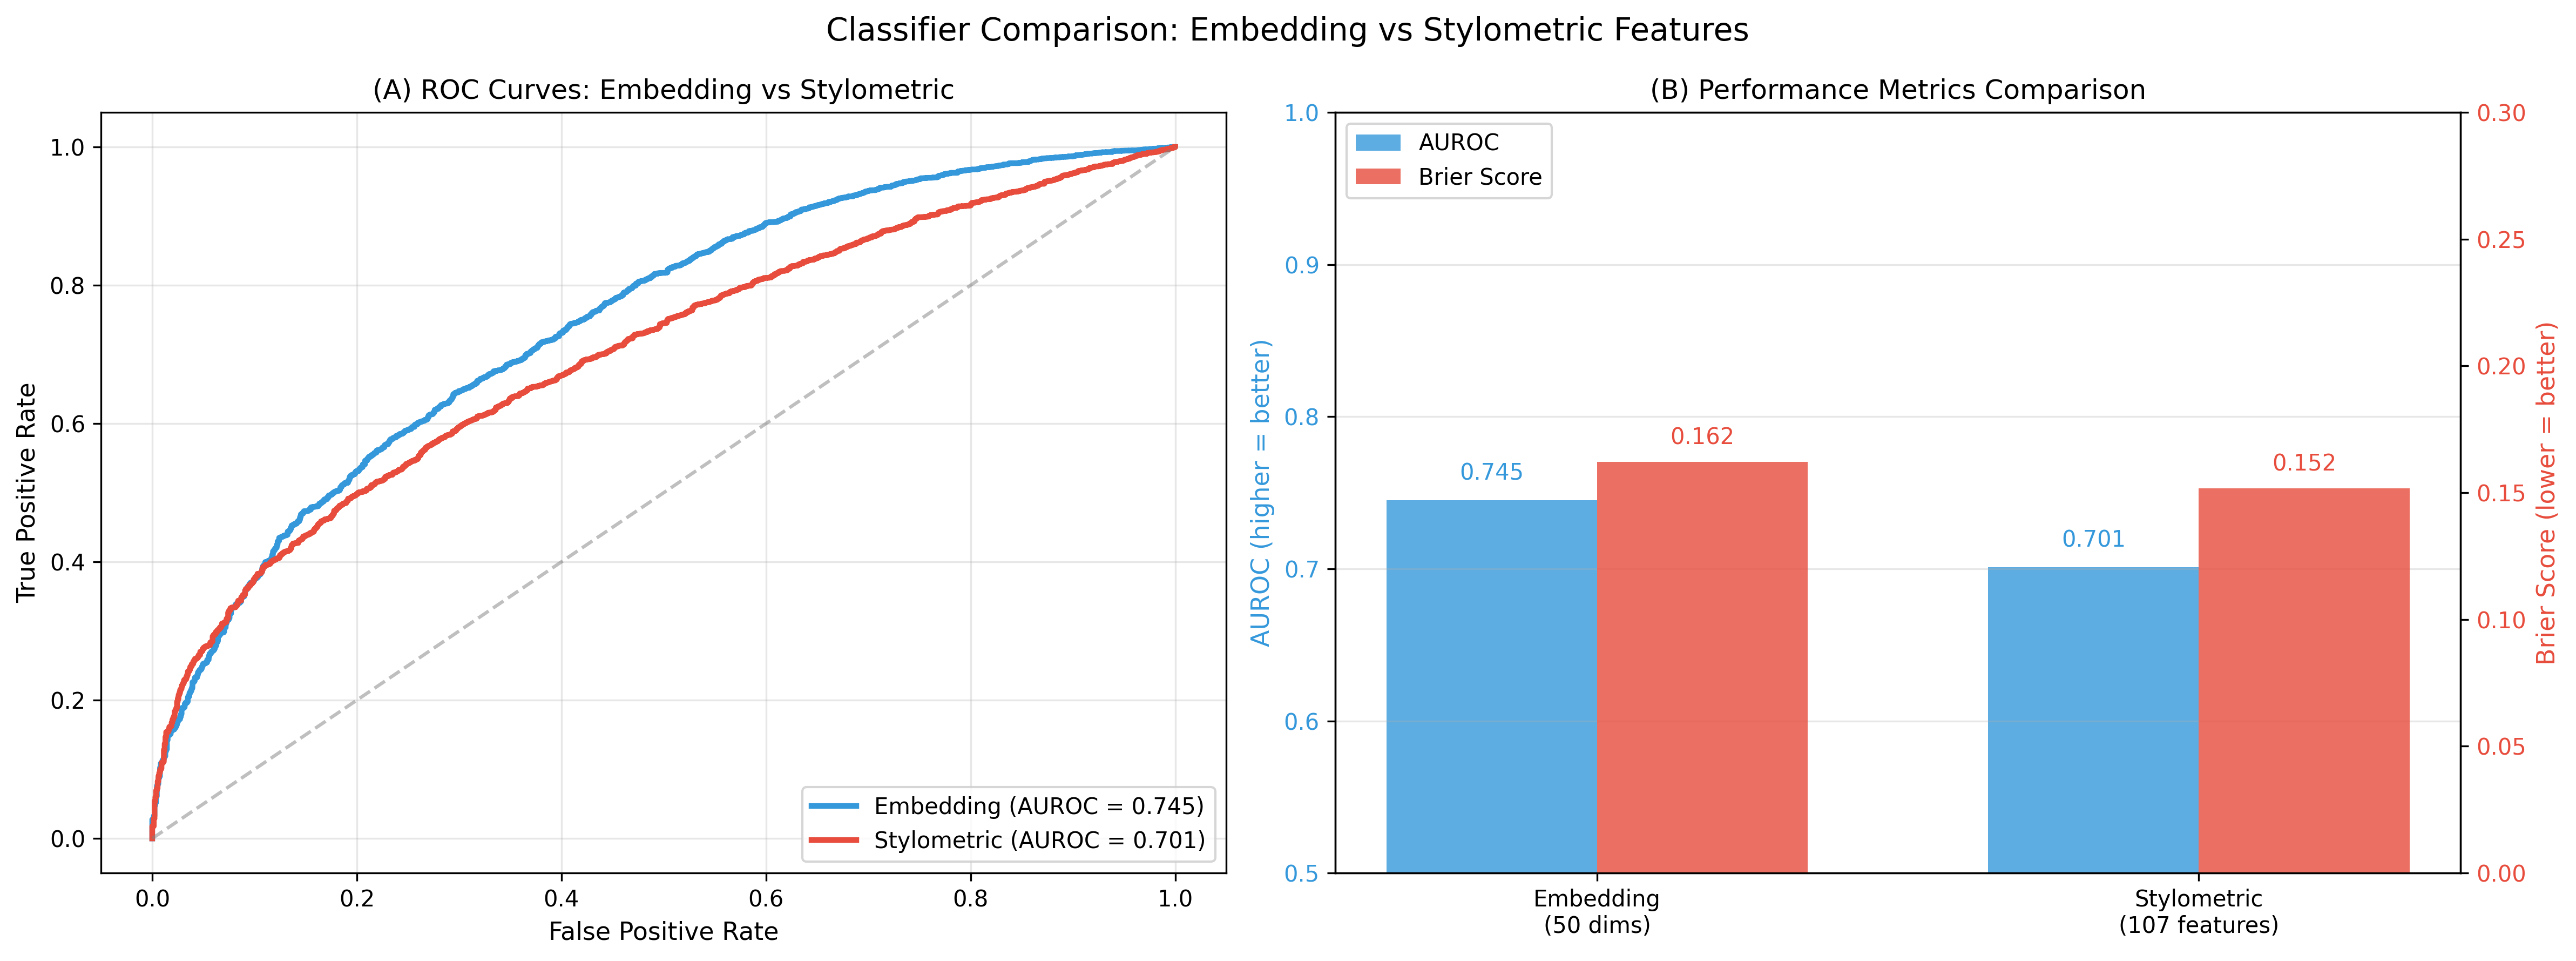 Classifier Comparison: Embedding vs Stylometric Features
(A) ROC Curves: Embedding vs Stylometric
True Positive Rate
1.0
0.8
0.6
0.4
0.2
0.0
0.0
0.2
0.4
0.6
0.8
1.0
False Positive Rate
Embedding (AUROC = 0.745)
Stylometric (AUROC = 0.701)
(B) Performance Metrics Comparison
AUROC (higher = better)
1.0
0.9
0.8
0.7
0.6
0.5
AUROC
Brier Score
0.745
0.162
0.701
0.152
Embedding
(50 dims)
Stylometric
(107 features)
0.30
0.25
0.20
0.15
0.10
0.05
0.00
Brier Score (lower = better)